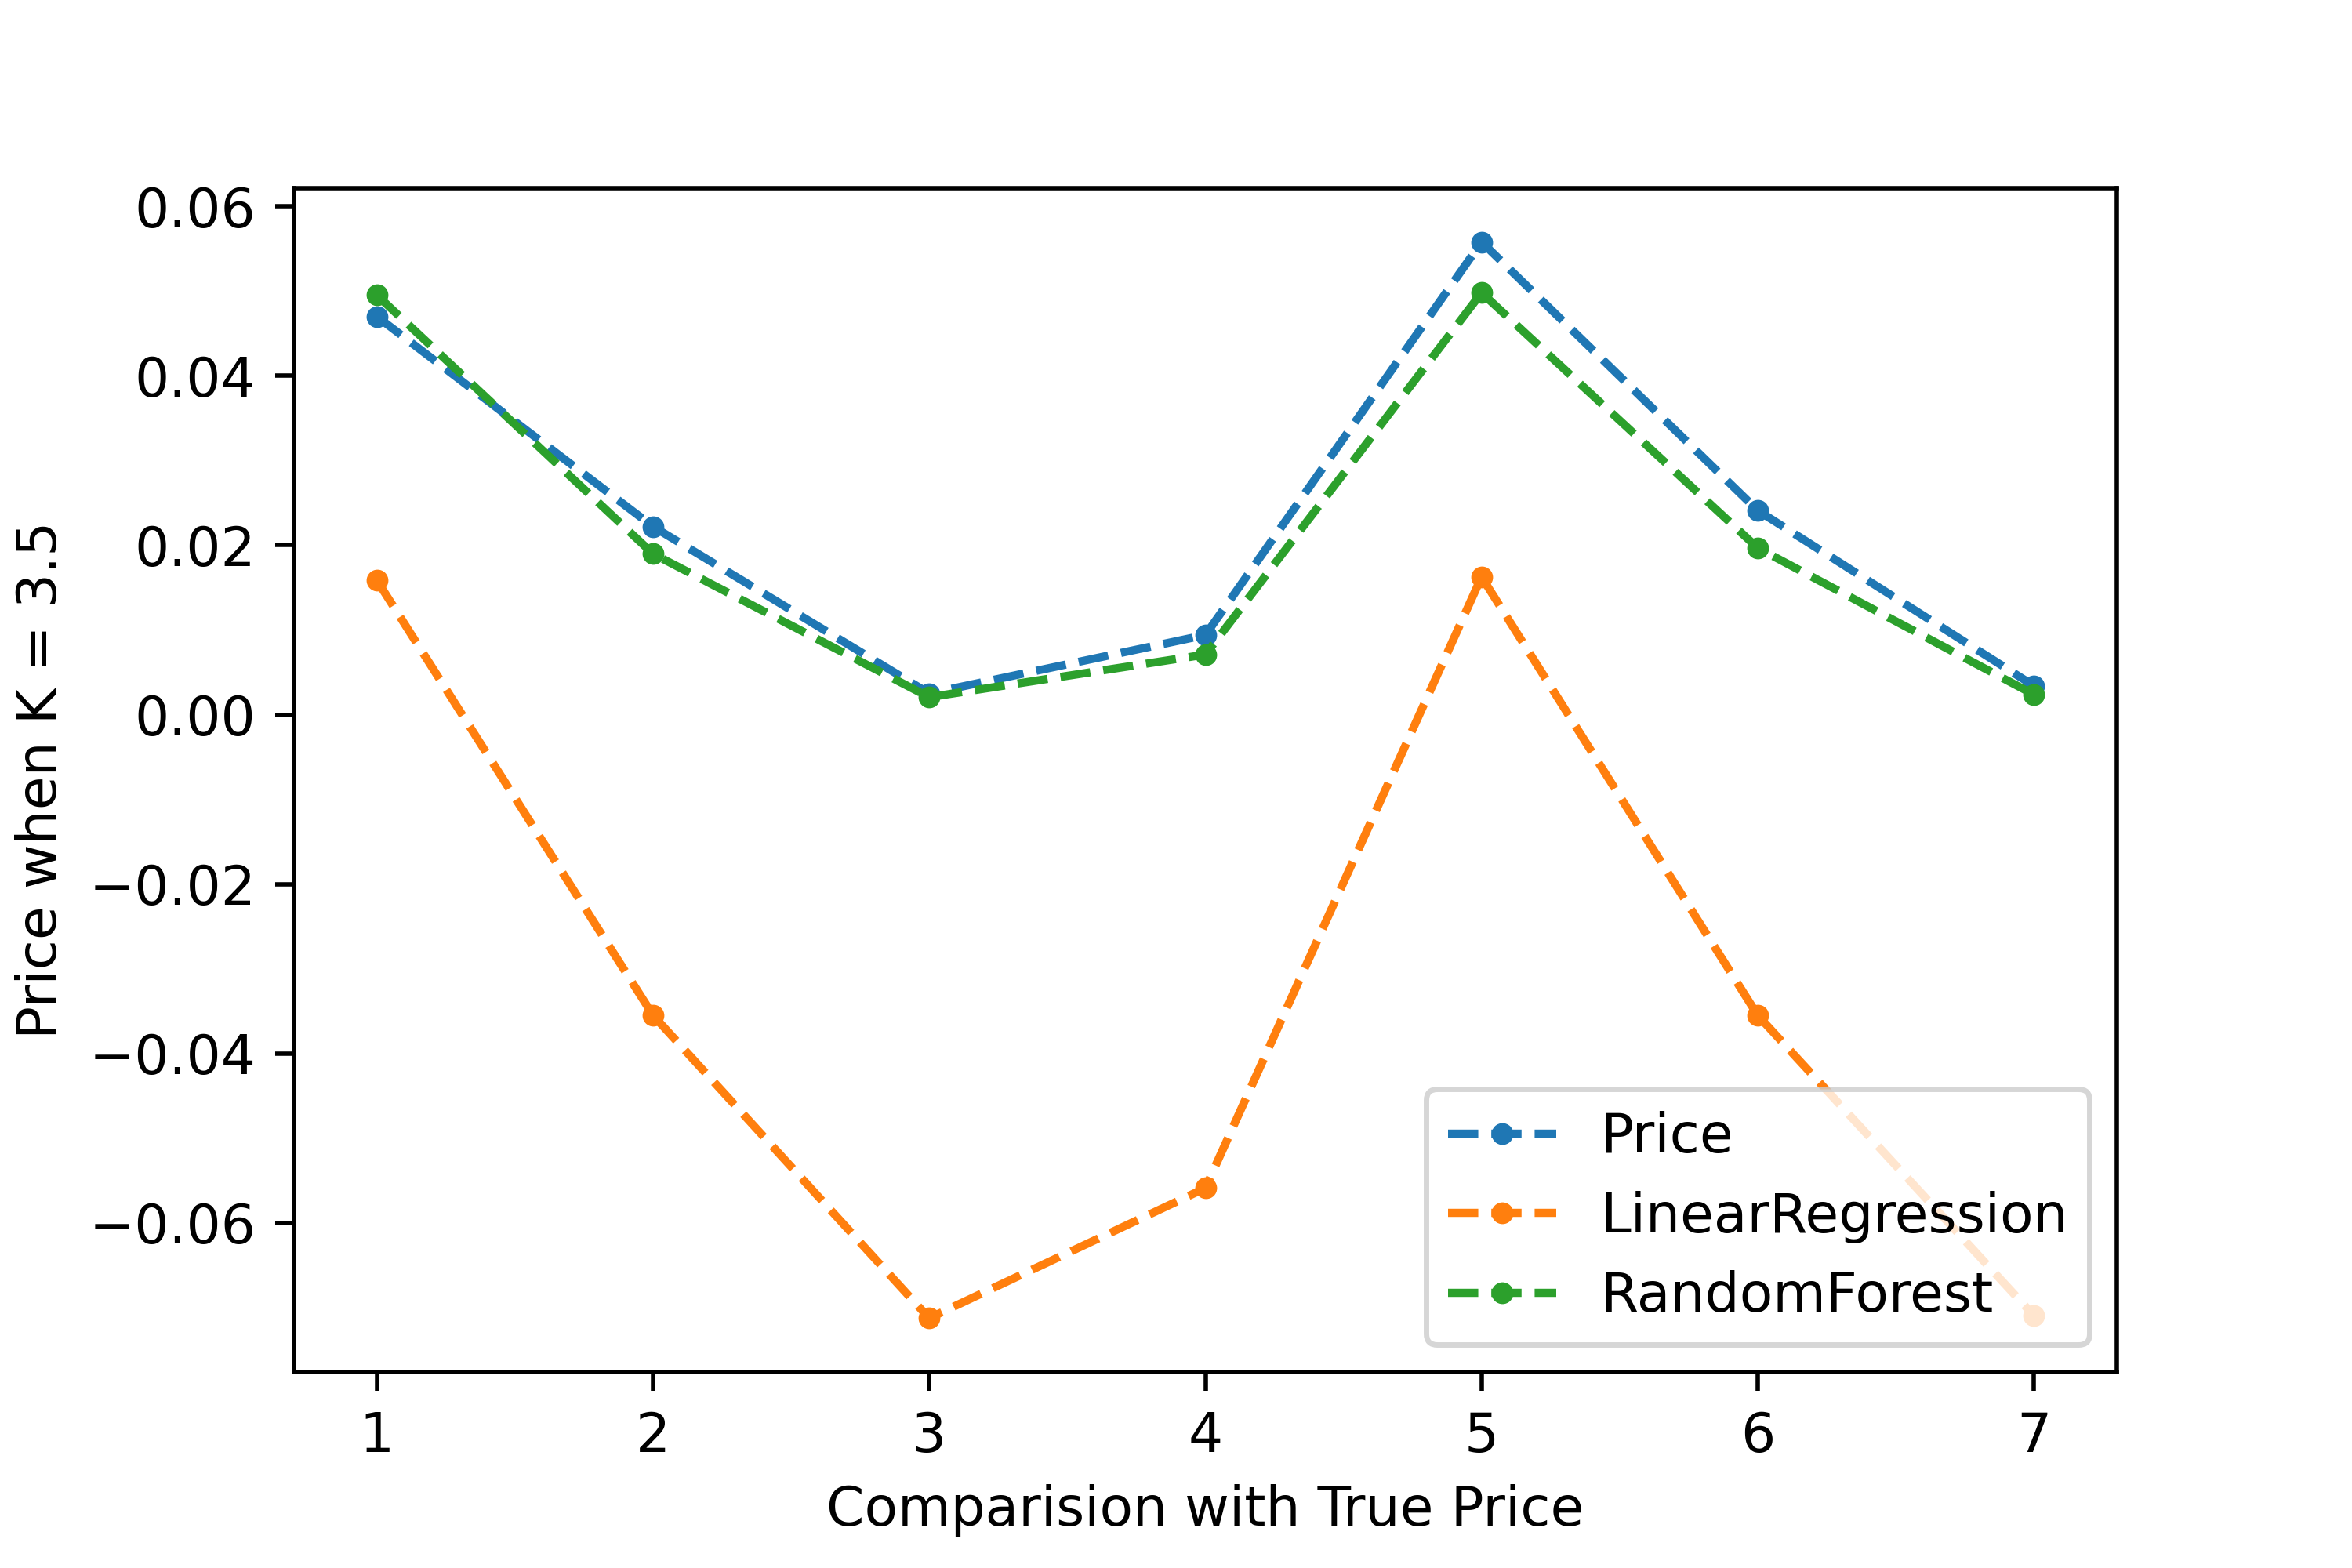 0.06
0.04
0.02
0.00
−0.02
−0.04
−0.06
Price when K = 3.5
Price
LinearRegression
RandomForest
1 2 3 4 5 6 7
Comparision with True Price